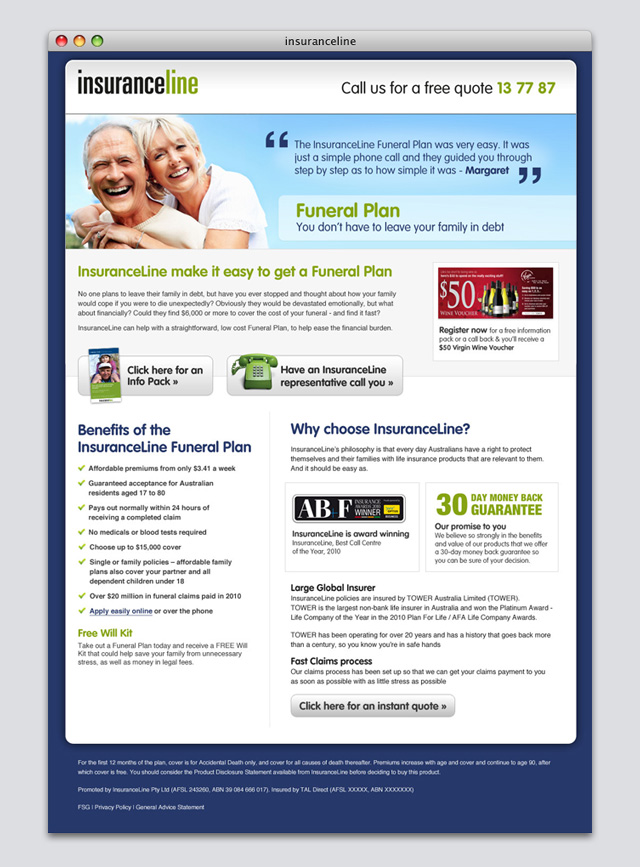 insuranceline
insuranceline
Call us for a free quote 13 77 87
“ The InsuranceLine Funeral Plan was very easy. It was
just a simple phone call and they guided you through
step by step as to how simple it was - Margaret ”
Funeral Plan
You don't have to leave your family in debt
InsuranceLine make it easy to get a Funeral Plan
No one plans to leave their family in debt, but have you ever stopped and thought about how your family
would cope if you were to die unexpectedly? Obviously they would be devastated emotionally, but what
about financially? Could they find $6,000 or more to cover the cost of your funeral - and find it fast?
InsuranceLine can help with a straightforward, low cost Funeral Plan, to help ease the financial burden.
$50
WINE VOUCHER
Register now for a free information
pack or a call back & you'll receive a
$50 Virgin Wine Voucher
Click here for an
Info Pack »
Have an InsuranceLine
representative call you »
Benefits of the
InsuranceLine Funeral Plan
Affordable premiums from only $3.41 a week
Guaranteed acceptance for Australian
residents aged 17 to 80
Pays out normally within 24 hours of
receiving a completed claim
No medicals or blood tests required
Choose up to $15,000 cover
Single or family policies – affordable family
plans also cover your partner and all
dependent children under 18
Over $20 million in funeral claims paid in 2010
Apply easily online or over the phone
Free Will Kit
Take out a Funeral Plan today and receive a FREE Will
Kit that could help save your family from unnecessary
stress, as well as money in legal fees.
Why choose InsuranceLine?
InsuranceLine's philosophy is that every day Australians have a right to protect
themselves and their families with life insurance products that are relevant to them.
And it should be easy as.
AB+F
INSURANCE
AWARDS 2010
WINNER
InsuranceLine is award winning
InsuranceLine, Best Call Centre
of the Year, 2010
30 DAY MONEY BACK
GUARANTEE
Our promise to you
We believe so strongly in the benefits
and value of our products that we offer
a 30-day money back guarantee so
you can be sure of your decision.
Large Global Insurer
InsuranceLine policies are insured by TOWER Australia Limited (TOWER).
TOWER is the largest non-bank life insurer in Australia and won the Platinum Award -
Life Company of the Year in the 2010 Plan For Life / AFA Life Company Awards.
TOWER has been operating for over 20 years and has a history that goes back more
than a century, so you know you're in safe hands
Fast Claims process
Our claims process has been set up so that we can get your claims payment to you
as soon as possible with as little stress as possible
Click here for an instant quote »
For the first 12 months of the plan, cover is for Accidental Death only, and cover for all causes of death thereafter. Premiums increase with age and cover and continue to age 90, after
which cover is free. You should consider the Product Disclosure Statement available from InsuranceLine before deciding to buy this product.
Promoted by InsuranceLine Pty Ltd (AFSL 243260, ABN 39 084 666 017). Insured by TAL Direct (AFSL XXXXX, ABN XXXXXXX)
FSG | Privacy Policy | General Advice Statement